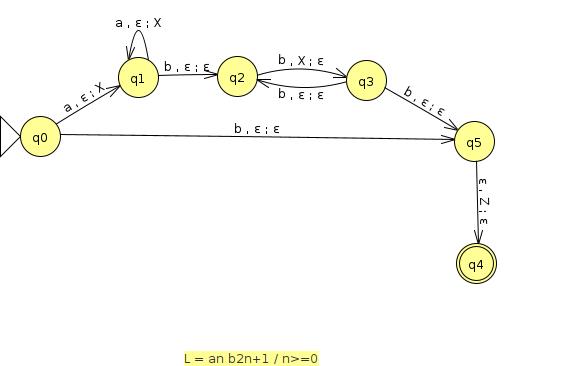 a , ε ; X
q1
b , ε ; ε
q2
b , X ; ε
b , ε ; ε
q3
a , ε ; X
b , ε ; ε
q0
b , ε ; ε
q5
ε , Z ; ε
q4
L = an b2n+1 / n>=0